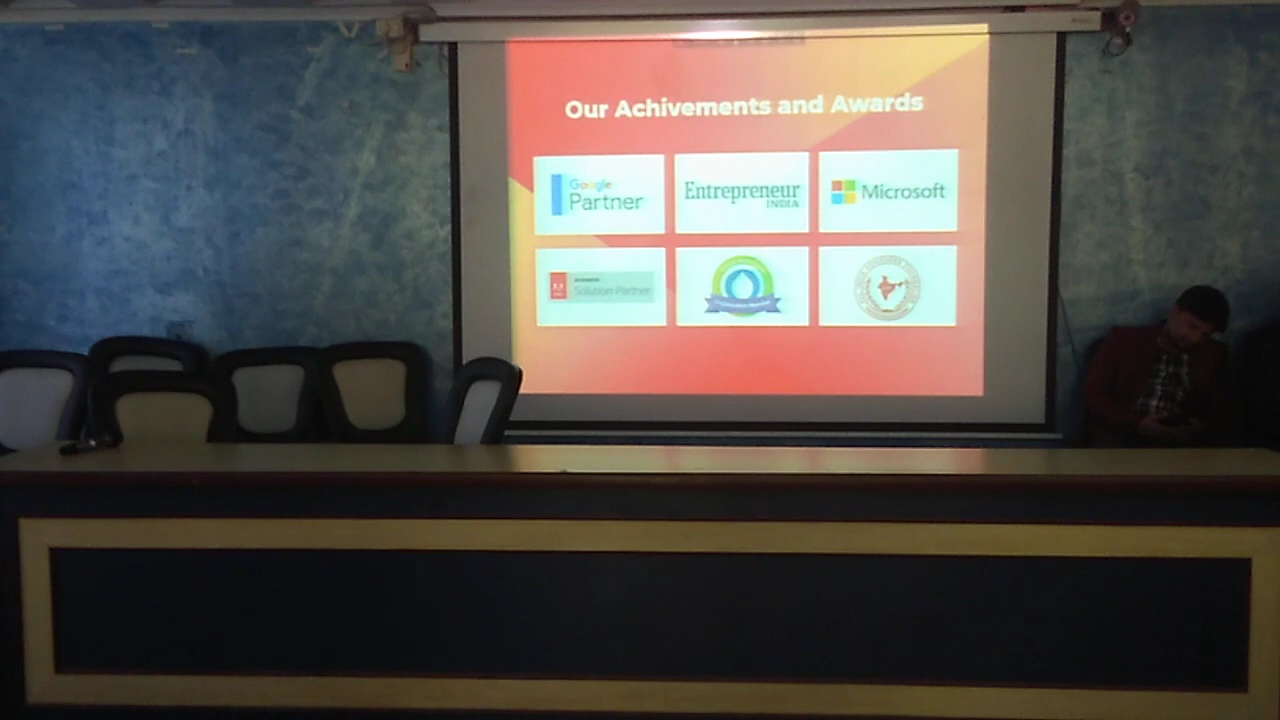 Our Achivements and Awards
Google
Partner
Entrepreneur
INDIA
Microsoft
Solution Partner